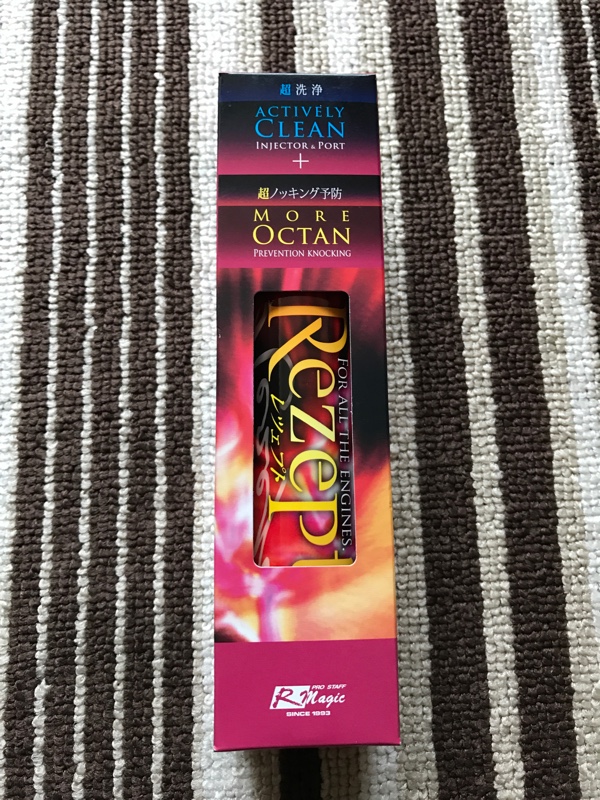 超洗浄
ACTIVELY
CLEAN
INJECTOR & PORT
+
超ノッキング予防
MORE
OCTAN
PREVENTION KNOCKING
Rezept
レツェプト
FOR ALL THE ENGINES.
PRO STAFF
R Magic
SINCE 1993